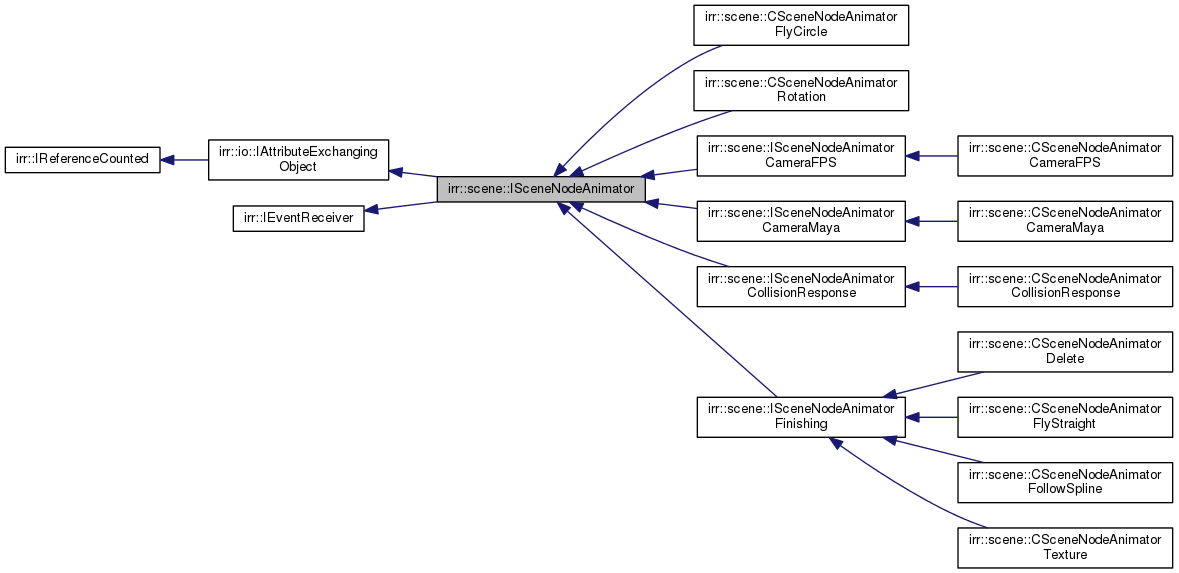 irr::scene::CSceneNodeAnimator
FlyCircle
irr::scene::CSceneNodeAnimator
Rotation
irr::IReferenceCounted
irr::io::IAttributeExchanging
Object
irr::IEventReceiver
irr::scene::ISceneNodeAnimator
irr::scene::ISceneNodeAnimator
CameraFPS
irr::scene::CSceneNodeAnimator
CameraFPS
irr::scene::ISceneNodeAnimator
CameraMaya
irr::scene::CSceneNodeAnimator
CameraMaya
irr::scene::ISceneNodeAnimator
CollisionResponse
irr::scene::CSceneNodeAnimator
CollisionResponse
irr::scene::ISceneNodeAnimator
Finishing
irr::scene::CSceneNodeAnimator
Delete
irr::scene::CSceneNodeAnimator
FlyStraight
irr::scene::CSceneNodeAnimator
FollowSpline
irr::scene::CSceneNodeAnimator
Texture